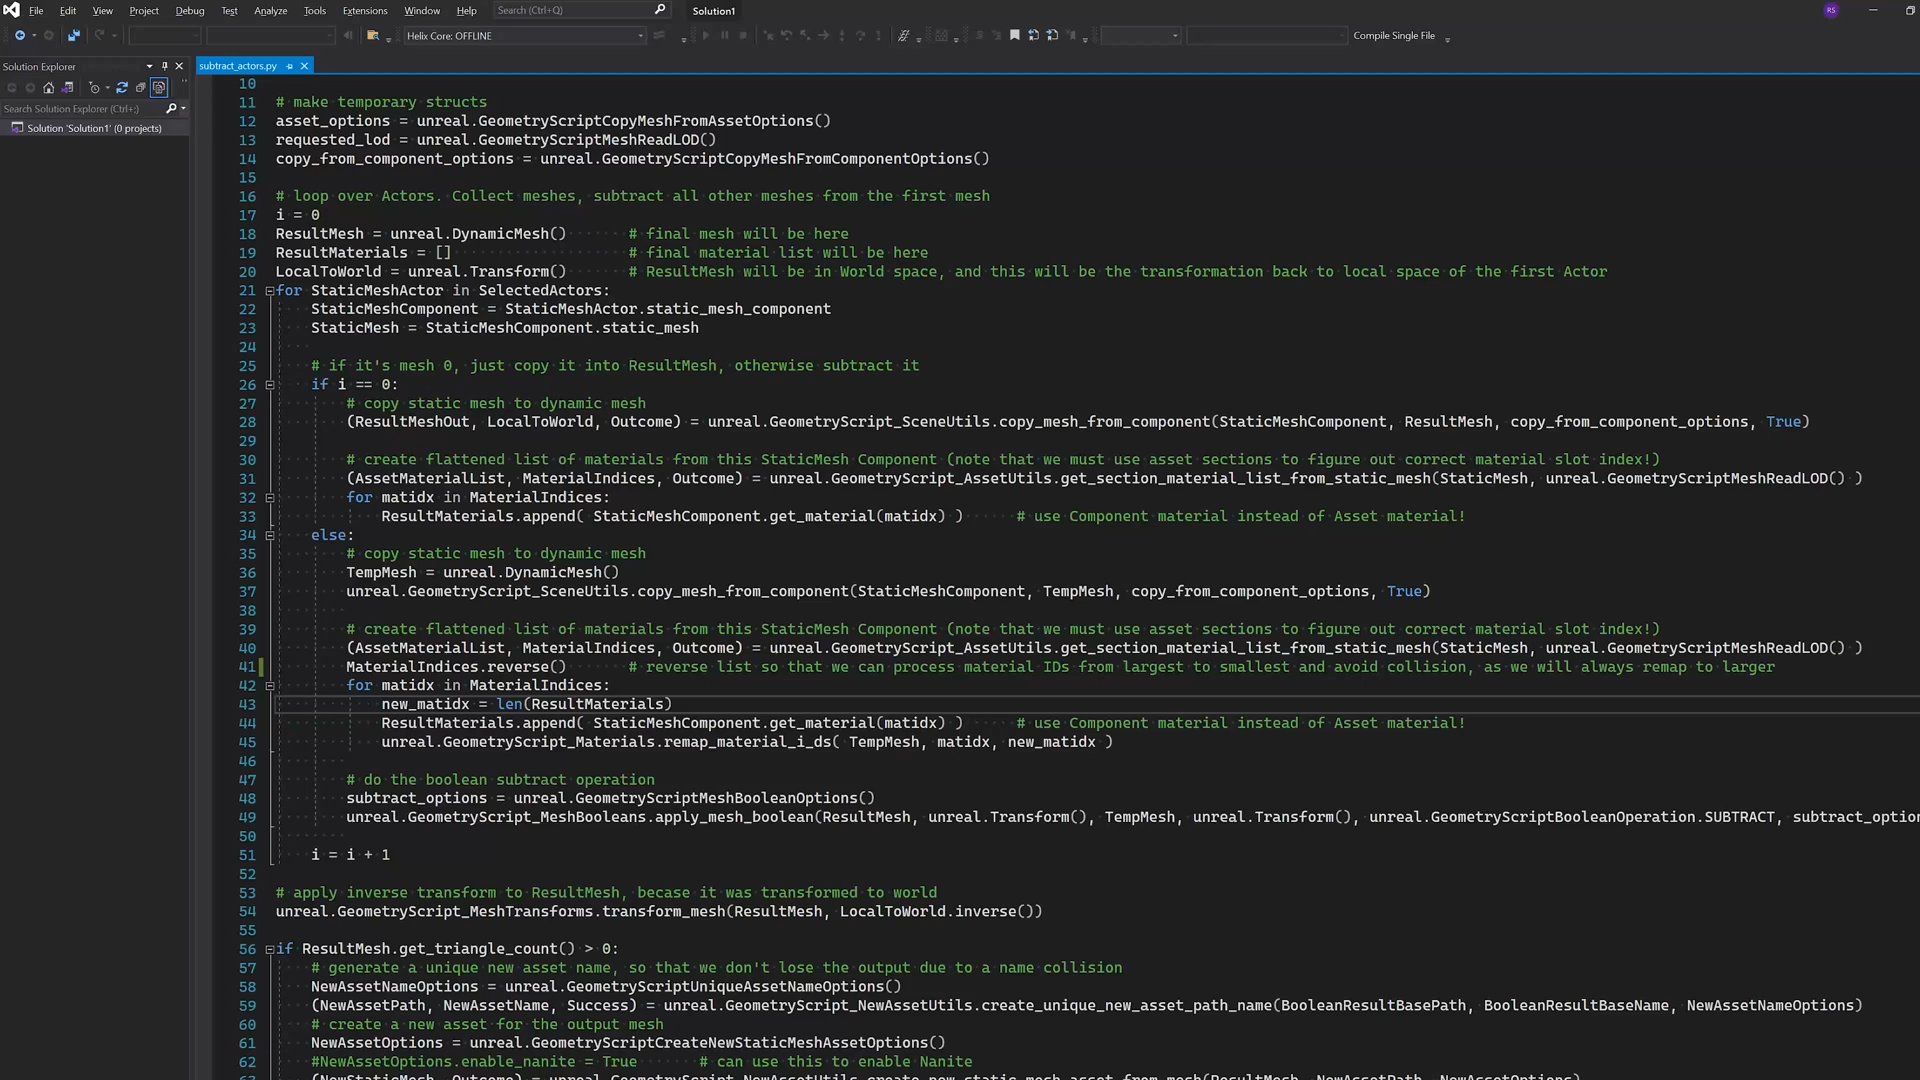 File Edit View Project Debug Test Analyze Tools Extensions Window Help Search (Ctrl+Q) Solution1 RS
Helix Core: OFFLINE Compile Single File
Solution Explorer
subtract_actors.py
Search Solution Explorer (Ctrl+;)
Solution 'Solution1' (0 projects)
10
11 # make temporary structs
12 asset_options = unreal.GeometryScriptCopyMeshFromAssetOptions()
13 requested_lod = unreal.GeometryScriptMeshReadLOD()
14 copy_from_component_options = unreal.GeometryScriptCopyMeshFromComponentOptions()
15
16 # loop over Actors. Collect meshes, subtract all other meshes from the first mesh
17 i = 0
18 ResultMesh = unreal.DynamicMesh() # final mesh will be here
19 ResultMaterials = [] # final material list will be here
20 LocalToWorld = unreal.Transform() # ResultMesh will be in World space, and this will be the transformation back to local space of the first Actor
21 for StaticMeshActor in SelectedActors:
22 StaticMeshComponent = StaticMeshActor.static_mesh_component
23 StaticMesh = StaticMeshComponent.static_mesh
24
25 # if it's mesh 0, just copy it into ResultMesh, otherwise subtract it
26 if i == 0:
27 # copy static mesh to dynamic mesh
28 (ResultMeshOut, LocalToWorld, Outcome) = unreal.GeometryScript_SceneUtils.copy_mesh_from_component(StaticMeshComponent, ResultMesh, copy_from_component_options, True)
29
30 # create flattened list of materials from this StaticMesh Component (note that we must use asset sections to figure out correct material slot index!)
31 (AssetMaterialList, MaterialIndices, Outcome) = unreal.GeometryScript_AssetUtils.get_section_material_list_from_static_mesh(StaticMesh, unreal.GeometryScriptMeshReadLOD() )
32 for matidx in MaterialIndices:
33 ResultMaterials.append( StaticMeshComponent.get_material(matidx) ) # use Component material instead of Asset material!
34 else:
35 # copy static mesh to dynamic mesh
36 TempMesh = unreal.DynamicMesh()
37 unreal.GeometryScript_SceneUtils.copy_mesh_from_component(StaticMeshComponent, TempMesh, copy_from_component_options, True)
38
39 # create flattened list of materials from this StaticMesh Component (note that we must use asset sections to figure out correct material slot index!)
40 (AssetMaterialList, MaterialIndices, Outcome) = unreal.GeometryScript_AssetUtils.get_section_material_list_from_static_mesh(StaticMesh, unreal.GeometryScriptMeshReadLOD() )
41 MaterialIndices.reverse() # reverse list so that we can process material IDs from largest to smallest and avoid collision, as we will always remap to larger
42 for matidx in MaterialIndices:
43 new_matidx = len(ResultMaterials)
44 ResultMaterials.append( StaticMeshComponent.get_material(matidx) ) # use Component material instead of Asset material!
45 unreal.GeometryScript_Materials.remap_material_i_ds( TempMesh, matidx, new_matidx )
46
47 # do the boolean subtract operation
48 subtract_options = unreal.GeometryScriptMeshBooleanOptions()
49 unreal.GeometryScript_MeshBooleans.apply_mesh_boolean(ResultMesh, unreal.Transform(), TempMesh, unreal.Transform(), unreal.GeometryScriptBooleanOperation.SUBTRACT, subtract_optio
50
51 i = i + 1
52
53 # apply inverse transform to ResultMesh, becase it was transformed to world
54 unreal.GeometryScript_MeshTransforms.transform_mesh(ResultMesh, LocalToWorld.inverse())
55
56 if ResultMesh.get_triangle_count() > 0:
57 # generate a unique new asset name, so that we don't lose the output due to a name collision
58 NewAssetNameOptions = unreal.GeometryScriptUniqueAssetNameOptions()
59 (NewAssetPath, NewAssetName, Success) = unreal.GeometryScript_NewAssetUtils.create_unique_new_asset_path_name(BooleanResultBasePath, BooleanResultBaseName, NewAssetNameOptions)
60 # create a new asset for the output mesh
61 NewAssetOptions = unreal.GeometryScriptCreateNewStaticMeshAssetOptions()
62 #NewAssetOptions.enable_nanite = True # can use this to enable Nanite
63 (NewStaticMesh, Outcome) = unreal.GeometryScript_NewAssetUtils.create_new_static_mesh_asset_from_mesh(ResultMesh, NewAssetPath, NewAssetOptions)